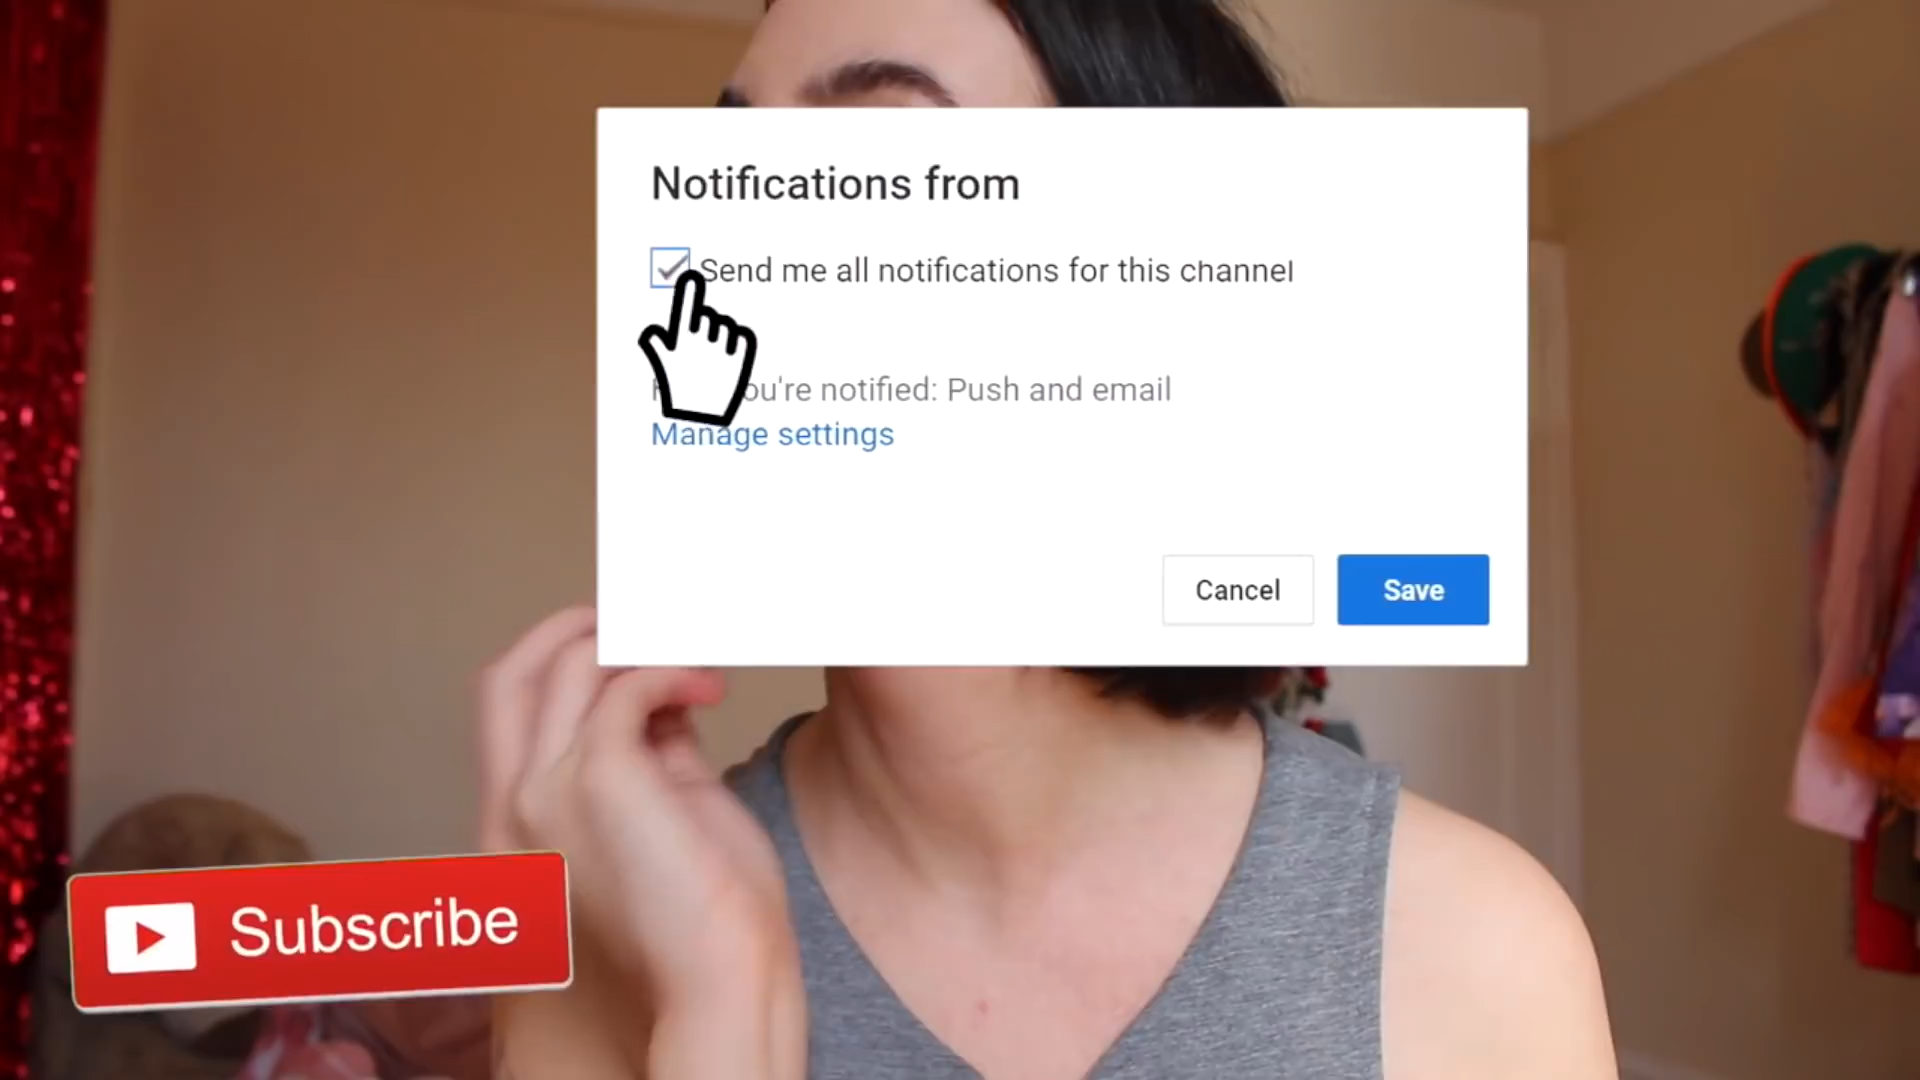 Notifications from
Send me all notifications for this channel
you're notified: Push and email
Manage settings
Cancel
Save
Subscribe